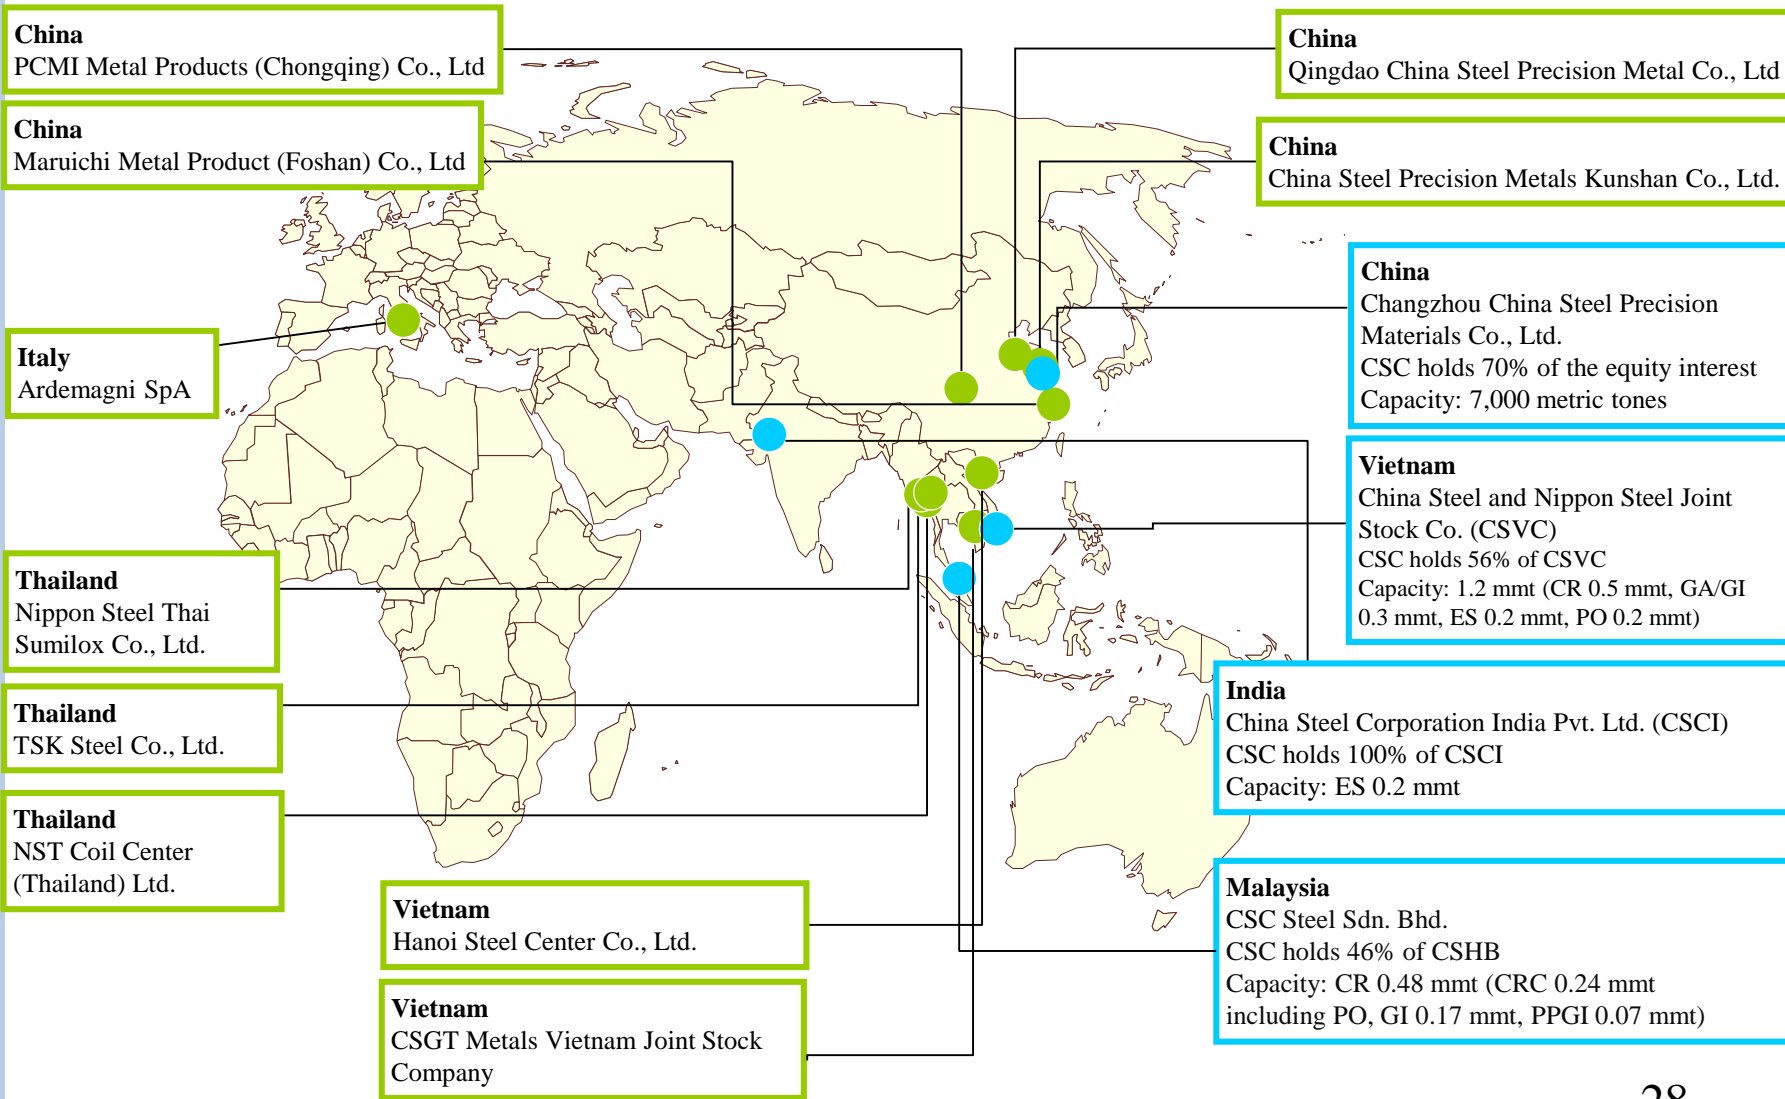 China
PCMI Metal Products (Chongqing) Co., Ltd
China
Maruichi Metal Product (Foshan) Co., Ltd
Italy
Ardemagni SpA
Thailand
Nippon Steel Thai
Sumilox Co., Ltd.
Thailand
TSK Steel Co., Ltd.
Thailand
NST Coil Center
(Thailand) Ltd.
Vietnam
Hanoi Steel Center Co., Ltd.
Vietnam
CSGT Metals Vietnam Joint Stock
Company
China
Qingdao China Steel Precision Metal Co., Ltd
China
China Steel Precision Metals Kunshan Co., Ltd.
China
Changzhou China Steel Precision
Materials Co., Ltd.
CSC holds 70% of the equity interest
Capacity: 7,000 metric tones
Vietnam
China Steel and Nippon Steel Joint
Stock Co. (CSVC)
CSC holds 56% of CSVC
Capacity: 1.2 mmt (CR 0.5 mmt, GA/GI
0.3 mmt, ES 0.2 mmt, PO 0.2 mmt)
India
China Steel Corporation India Pvt. Ltd. (CSCI)
CSC holds 100% of CSCI
Capacity: ES 0.2 mmt
Malaysia
CSC Steel Sdn. Bhd.
CSC holds 46% of CSHB
Capacity: CR 0.48 mmt (CRC 0.24 mmt
including PO, GI 0.17 mmt, PPGI 0.07 mmt)
28